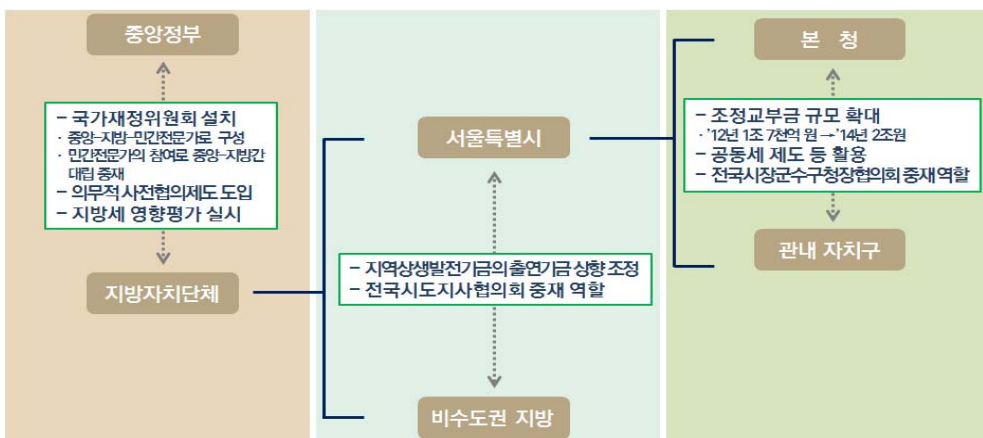 중앙정부
– 국가재정위원회 설치
· 중앙-지방-민간전문가로 구성
· 민간전문가의 참여로 중앙-지방간
대립 중재
– 의무적 사전협의제도 도입
– 지방세 영향평가 실시
지방자치단체
서울특별시
– 지역상생발전기금의 출연기금 상향 조정
– 전국시도지사협의회 중재 역할
비수도권 지방
본 청
– 조정교부금 규모 확대
· '12년 1조 7천억 원 → '14년 2조원
– 공동세 제도 등 활용
– 전국시장군수구청장협의회 중재 역할
관내 자치구